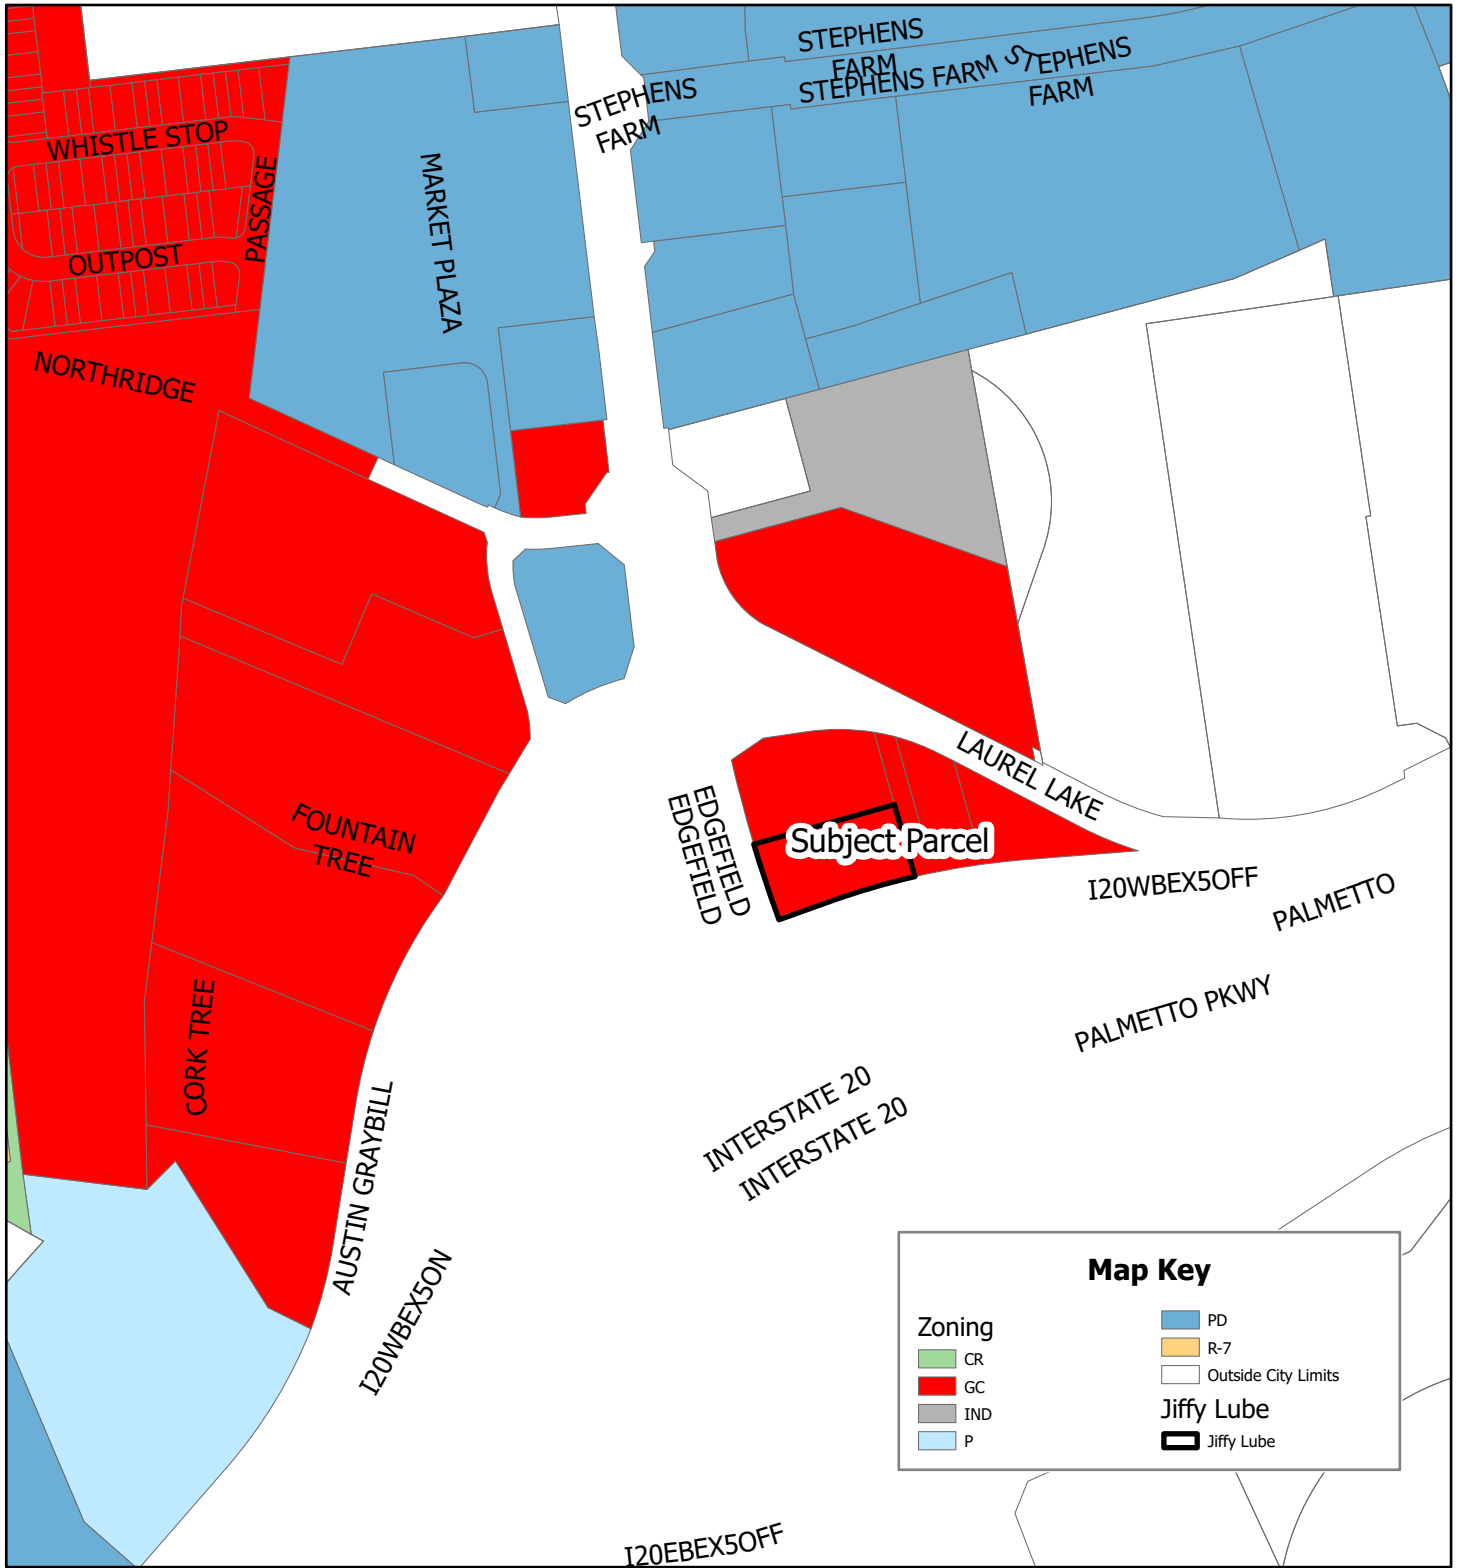 STEPHENS
FARM
STEPHENS FARM
STEPHENS
FARM
STEPHENS
FARM
WHISTLE STOP
PASSAGE
MARKET PLAZA
OUTPOST
NORTHRIDGE
LAUREL LAKE
EDGEFIELD
EDGEFIELD
Subject Parcel
FOUNTAIN
TREE
I20WBEX5OFF
PALMETTO
CORK TREE
PALMETTO PKWY
INTERSTATE 20
INTERSTATE 20
AUSTIN GRAYBILL
I20WBEX5ON
I20EBEX5OFF
Map Key
Zoning
CR
GC
IND
P
PD
R-7
Outside City Limits
Jiffy Lube
Jiffy Lube